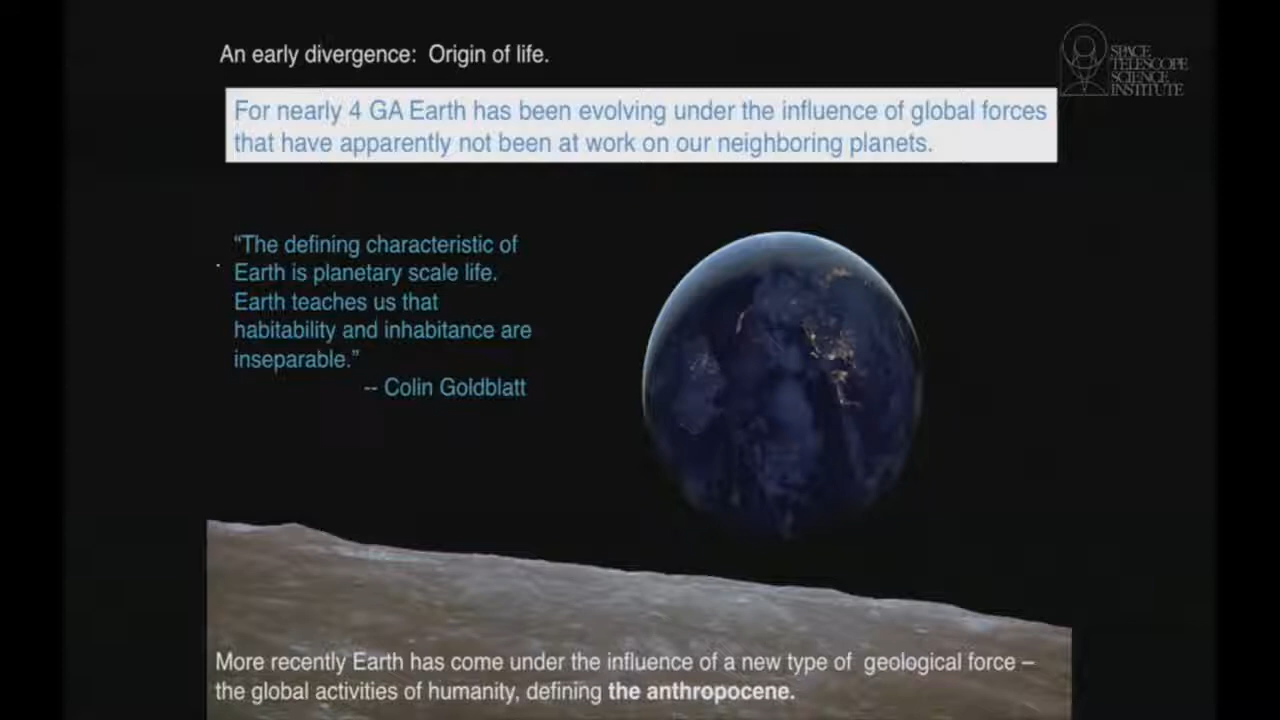 An early divergence: Origin of life.
SPACE
TELESCOPE
SCIENCE
INSTITUTE
For nearly 4 GA Earth has been evolving under the influence of global forces
that have apparently not been at work on our neighboring planets.
“The defining characteristic of
Earth is planetary scale life.
Earth teaches us that
habitability and inhabitance are
inseparable.”
-- Colin Goldblatt
More recently Earth has come under the influence of a new type of geological force –
the global activities of humanity, defining the anthropocene.